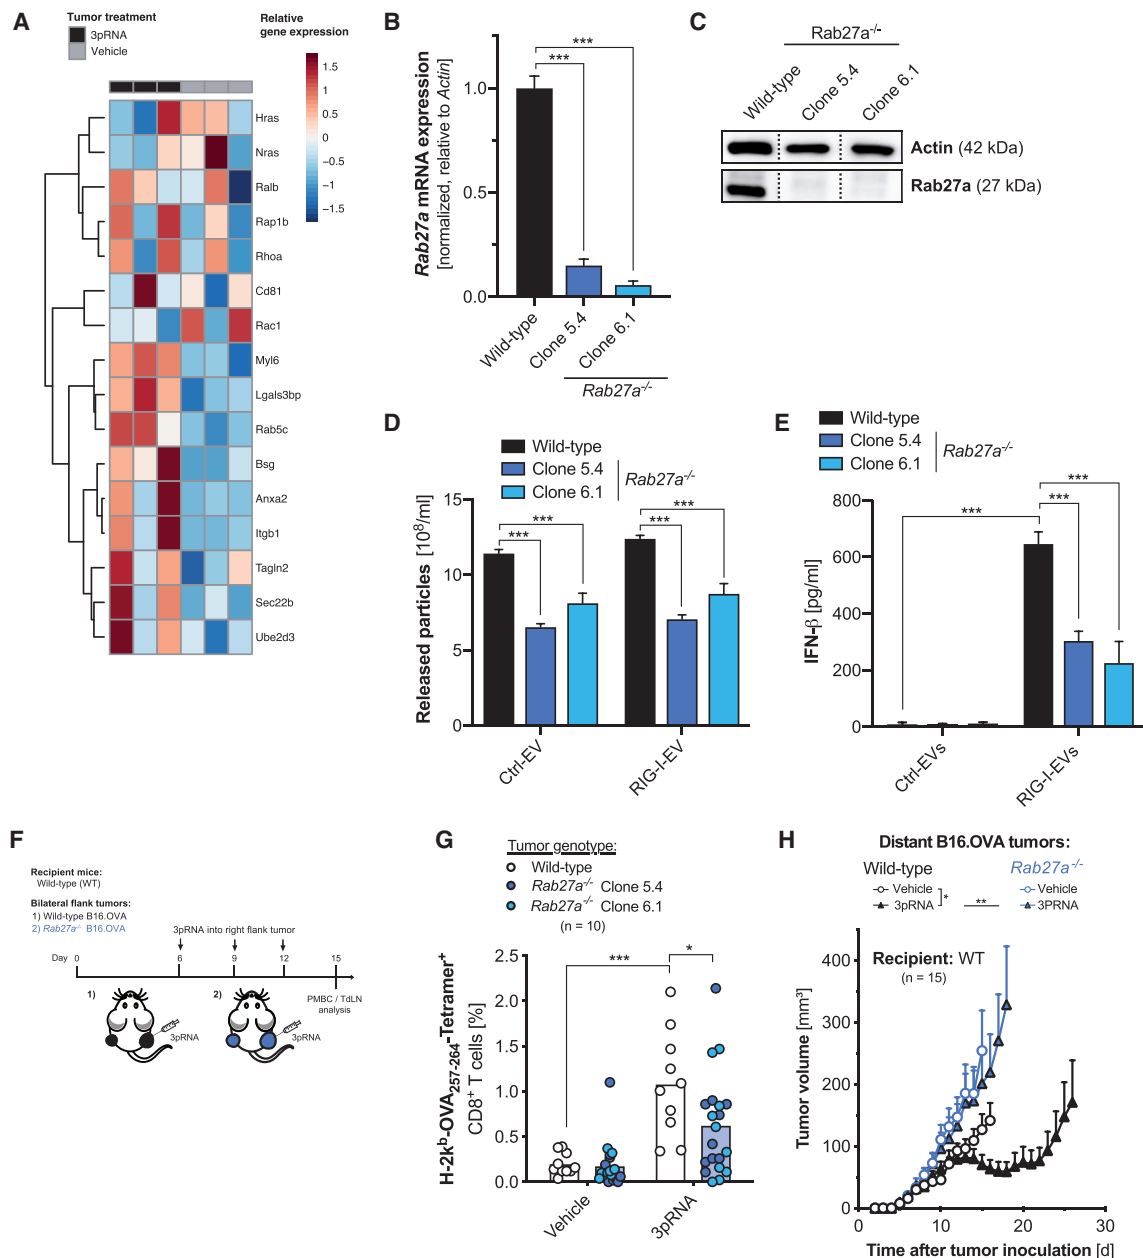 A
Tumor treatment
3pRNA
Vehicle
Relative
gene expression
1.5
1
0.5
0
−0.5
−1
−1.5
Hras
Nras
Ralb
Rap1b
Rhoa
Cd81
Rac1
Myl6
Lgals3bp
Rab5c
Bsg
Anxa2
Itgb1
Tagln2
Sec22b
Ube2d3
B
Rab27a mRNA expression
[normalized, relative to Actin]
1.0
0.5
0.0
***
***
Wild-type
Clone 5.4
Clone 6.1
Rab27a-/-
C
Rab27a-/-
Wild-type
Clone 5.4
Clone 6.1
Actin (42 kDa)
Rab27a (27 kDa)
D
Wild-type
Clone 5.4
Clone 6.1
Rab27a-/-
Released particles [10⁸/ml]
15
10
5
0
***
***
***
***
Ctrl-EV
RIG-I-EV
E
Wild-type
Clone 5.4
Clone 6.1
Rab27a-/-
IFN-β [pg/ml]
800
600
400
200
0
***
***
***
Ctrl-EVs
RIG-I-EVs
F
Recipient mice:
Wild-type (WT)
Bilateral flank tumors:
1) Wild-type B16.OVA
2) Rab27a-/- B16.OVA
3pRNA into right flank tumor
Day 0 6 9 12 15
1)
3pRNA
2)
3pRNA
PMBC / TdLN
analysis
G
Tumor genotype:
Wild-type
Rab27a-/- Clone 5.4
Rab27a-/- Clone 6.1
(n = 10)
H-2kᵇ-OVA257-264-Tetramer⁺
CD8⁺ T cells [%]
2.5
2.0
1.5
1.0
0.5
0.0
***
*
Vehicle
3pRNA
H
Distant B16.OVA tumors:
Wild-type Rab27a-/-
Vehicle
3pRNA
*
**
Vehicle
3PRNA
Recipient: WT
(n = 15)
Tumor volume [mm³]
400
300
200
100
0
0 10 20 30
Time after tumor inoculation [d]